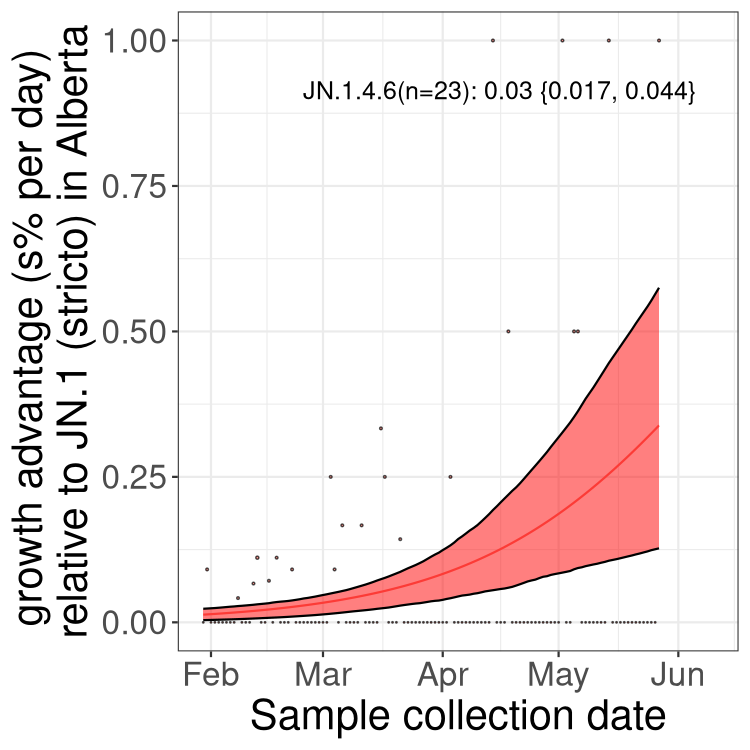 growth advantage (s% per day)
relative to JN.1 (stricto) in Alberta
1.00
0.75
0.50
0.25
0.00
JN.1.4.6(n=23): 0.03 {0.017, 0.044}
Feb Mar Apr May Jun
Sample collection date